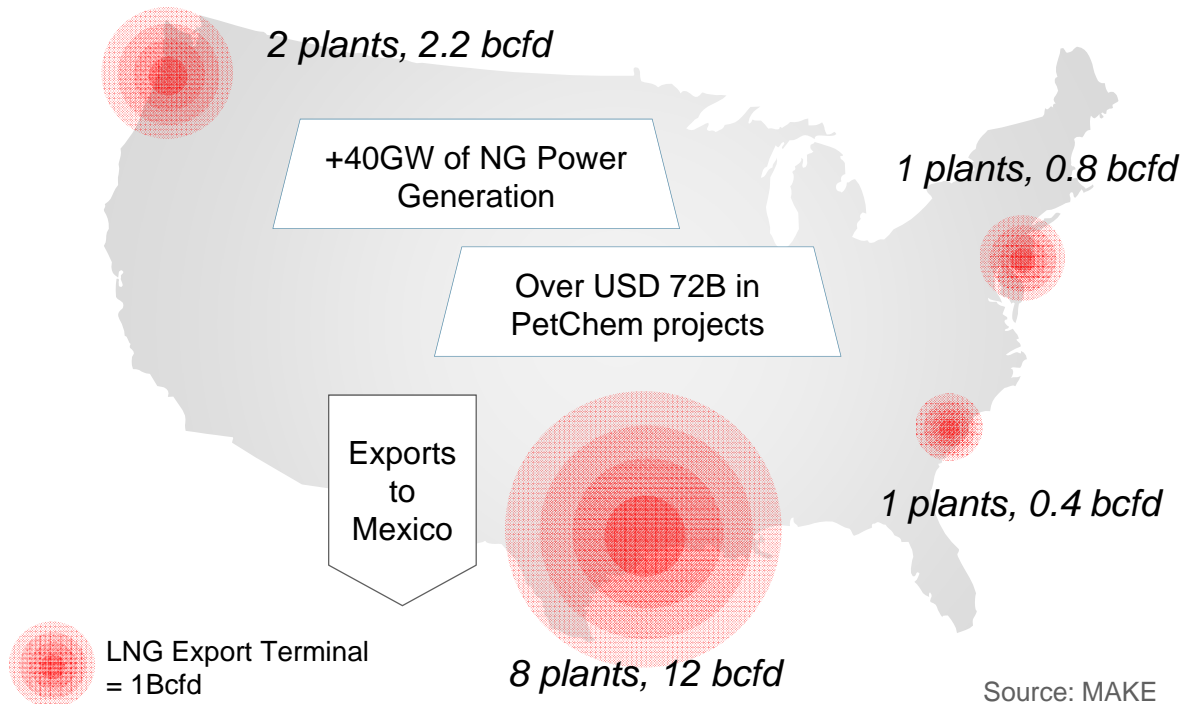 2 plants, 2.2 bcfd
+40GW of NG Power
Generation
1 plants, 0.8 bcfd
Over USD 72B in
PetChem projects
Exports
to
Mexico
1 plants, 0.4 bcfd
LNG Export Terminal
= 1Bcfd
8 plants, 12 bcfd
Source: MAKE